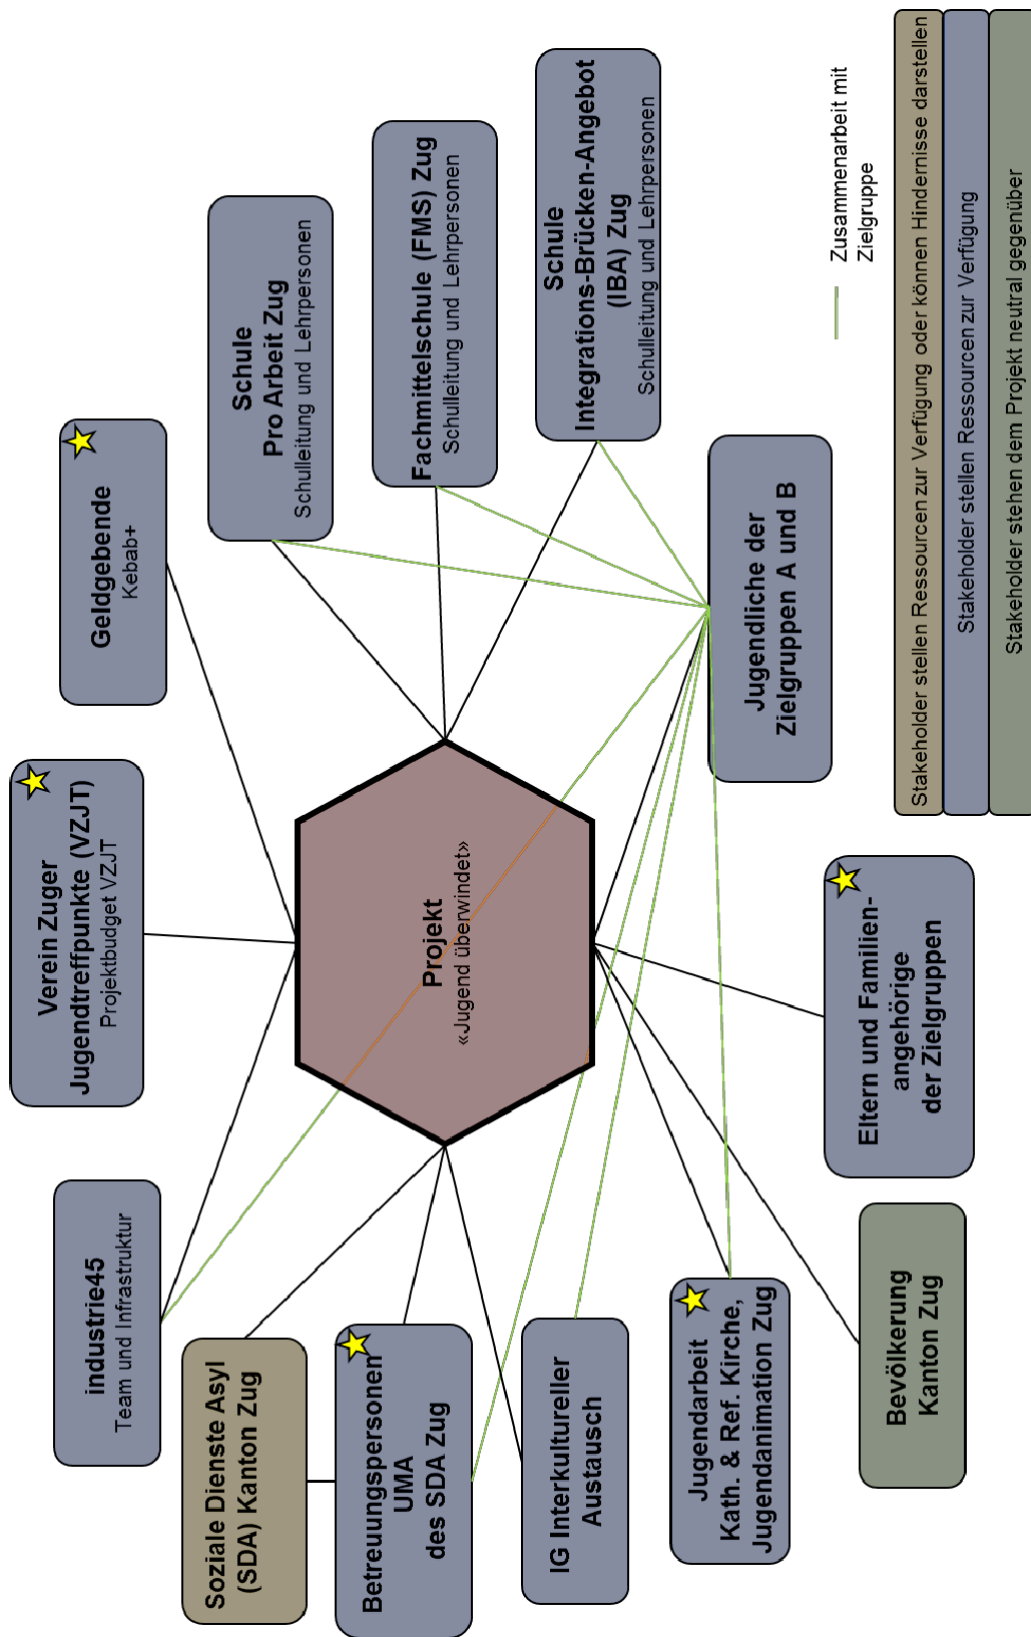 industrie45
Team und Infrastruktur
Verein Zuger
Jugendtreffpunkte (VZJT)
Projektbudget VZJT
Geldgebende
Kebab+
Soziale Dienste Asyl
(SDA) Kanton Zug
Schule
Pro Arbeit Zug
Schulleitung und Lehrpersonen
Betreuungspersonen
UMA
des SDA Zug
Projekt
«Jugend überwindet»
Fachmittelschule (FMS) Zug
Schulleitung und Lehrpersonen
IG Interkultureller
Austausch
Schule
Integrations-Brücken-Angebot
(IBA) Zug
Schulleitung und Lehrpersonen
Jugendarbeit
Kath. & Ref. Kirche,
Jugendanimation Zug
Jugendliche der
Zielgruppen A und B
Bevölkerung
Kanton Zug
Eltern und Familien-
angehörige
der Zielgruppen
Zusammenarbeit mit
Zielgruppe
Stakeholder stellen Ressourcen zur Verfügung oder können Hindernisse darstellen
Stakeholder stellen Ressourcen zur Verfügung
Stakeholder stehen dem Projekt neutral gegenüber